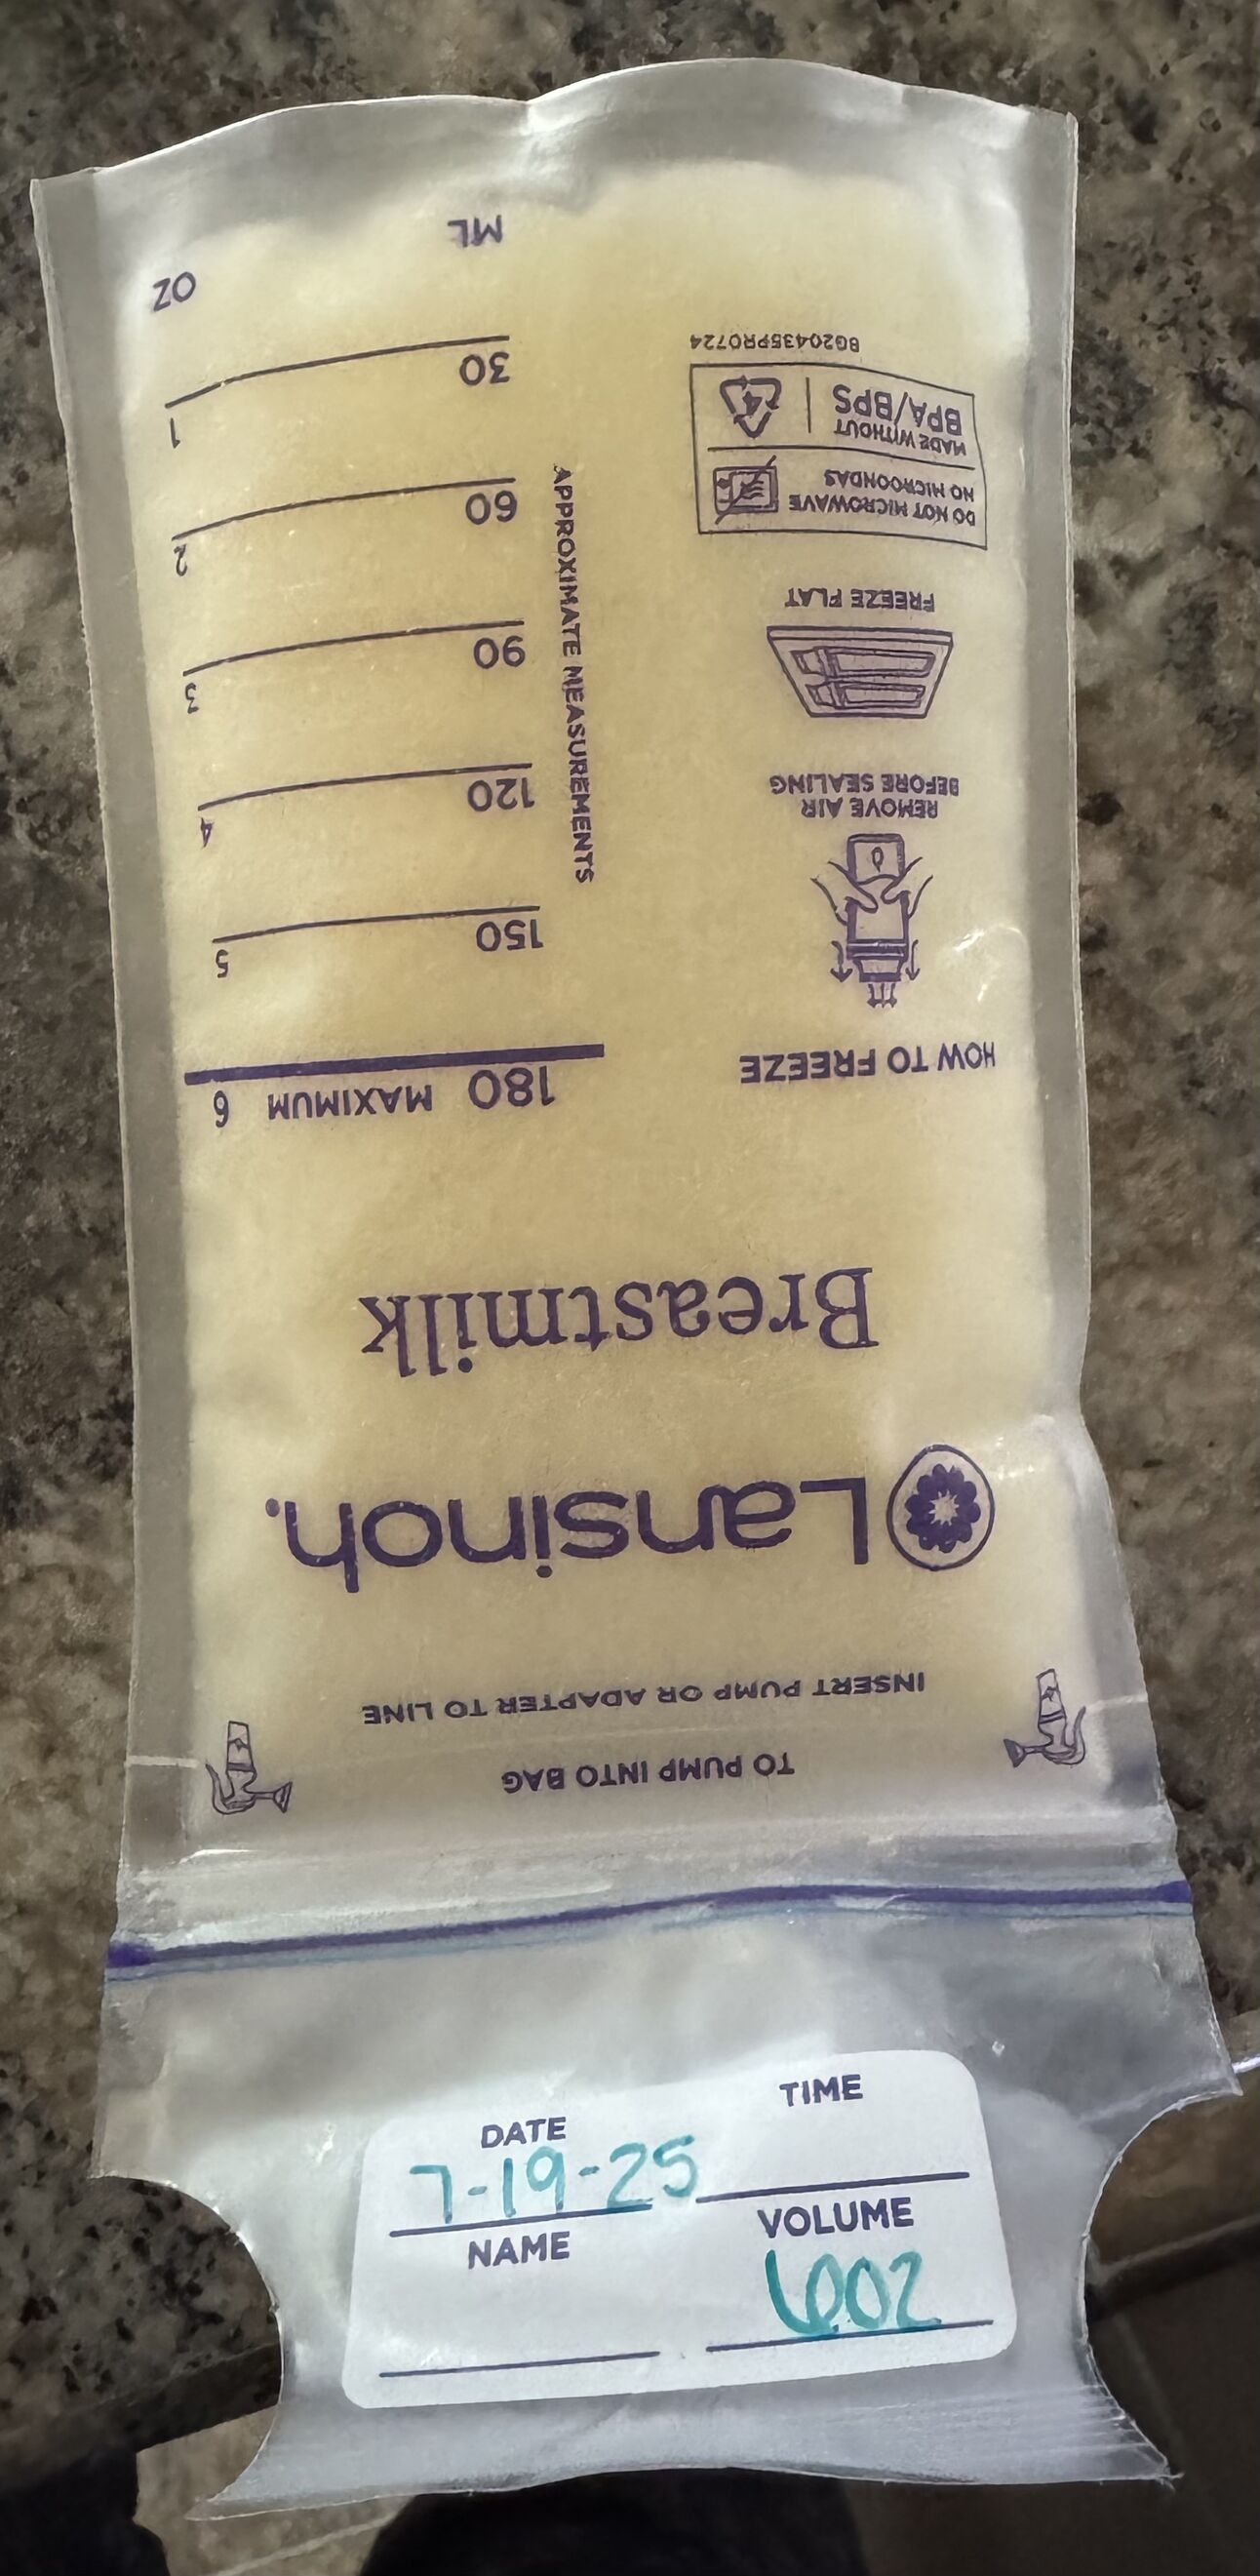 DATE
7-19-25
TIME
NAME
VOLUME
6oz
TO PUMP INTO BAG
INSERT PUMP OR ADAPTER TO LINE
Lansinoh.
Breastmilk
180 MAXIMUM 6
150 5
120 4
90 3
60 2
30 1
ML OZ
APPROXIMATE MEASUREMENTS
HOW TO FREEZE
REMOVE AIR
BEFORE SEALING
FREEZE FLAT
DO NOT MICROWAVE
NO MICROONDAS
MADE WITHOUT
BPA/BPS
4
BG20435PR0724